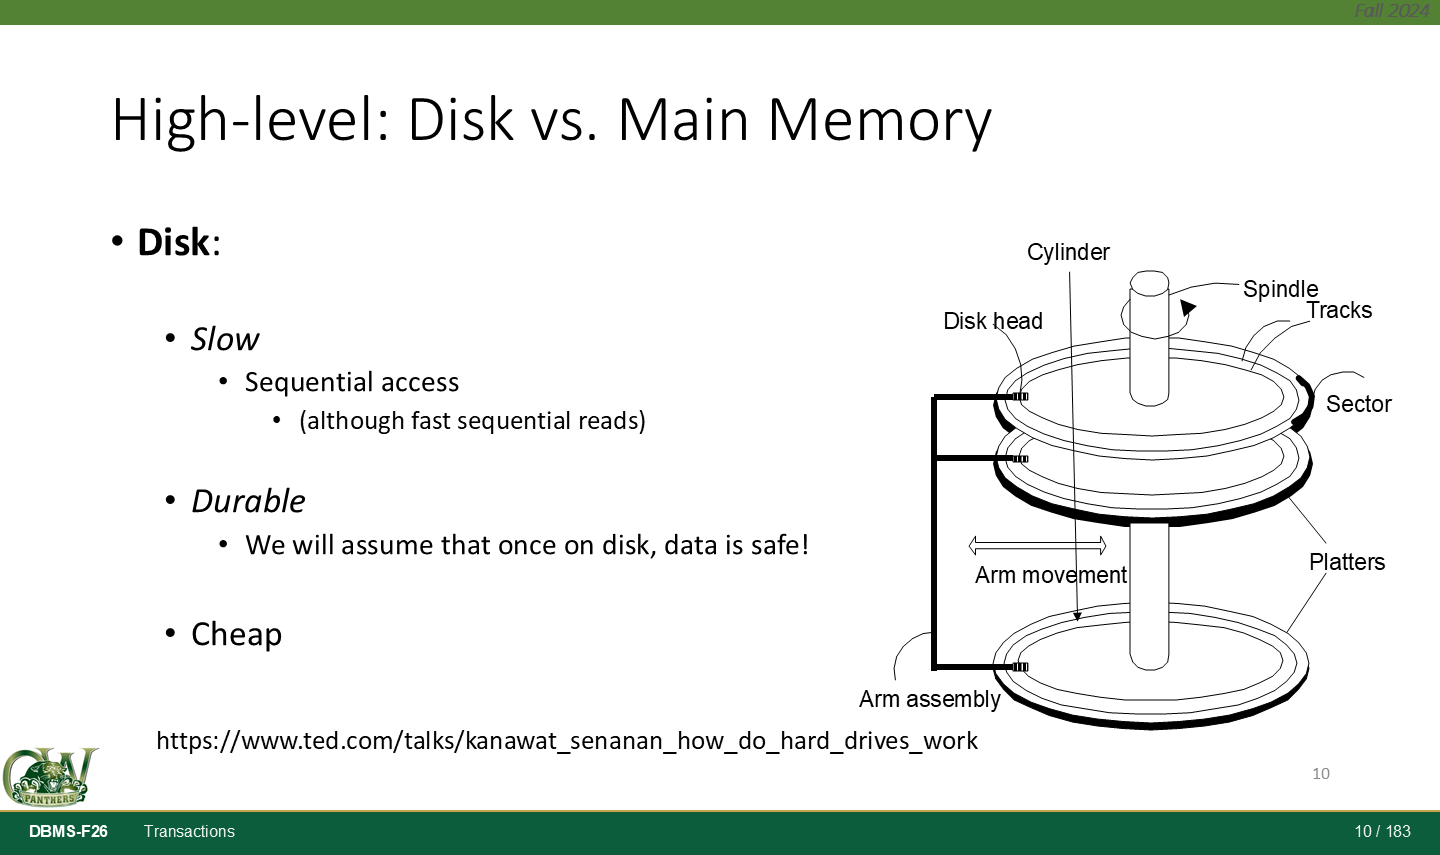 Fall 2024
High-level: Disk vs. Main Memory
• Disk:
• Slow
• Sequential access
• (although fast sequential reads)
• Durable
• We will assume that once on disk, data is safe!
• Cheap
Cylinder
Spindle
Tracks
Disk head
Sector
Arm movement
Platters
Arm assembly
https://www.ted.com/talks/kanawat_senanan_how_do_hard_drives_work
10
OW
PANTHERS
DBMS-F26 Transactions 10 / 183